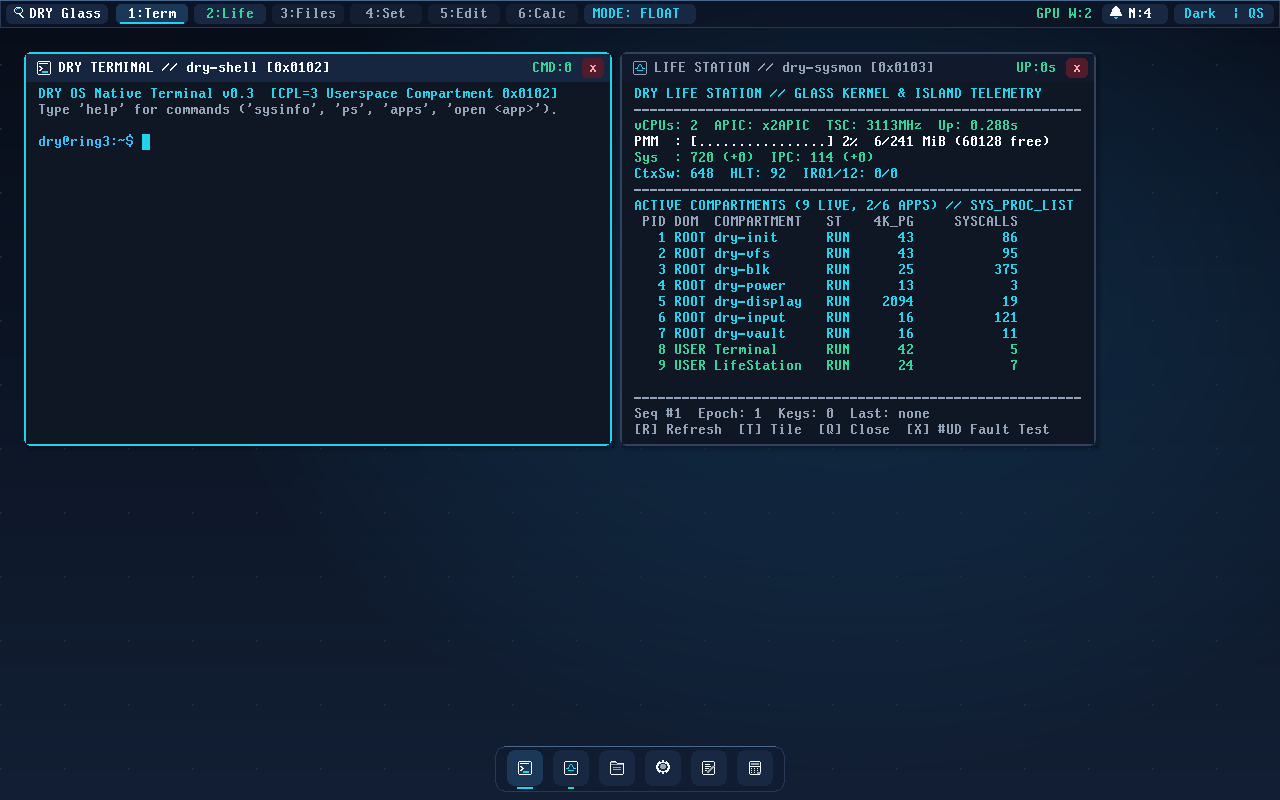 DRY Glass 1:Term 2:Life 3:Files 4:Set 5:Edit 6:Calc MODE: FLOAT GPU W:2 N:4 Dark ¦ QS
DRY TERMINAL // dry-shell [0x0102] CMD:0 x
DRY OS Native Terminal v0.3 [CPL=3 Userspace Compartment 0x0102]
Type 'help' for commands ('sysinfo', 'ps', 'apps', 'open <app>').
dry@ring3:~$
LIFE STATION // dry-sysmon [0x0103] UP:0s x
DRY LIFE STATION // GLASS KERNEL & ISLAND TELEMETRY
vCPUs: 2 APIC: x2APIC TSC: 3113MHz Up: 0.288s
PMM : [................] 2% 6/241 MiB (60128 free)
Sys : 720 (+0) IPC: 114 (+0)
CtxSw: 648 HLT: 92 IRQ1/12: 0/0
ACTIVE COMPARTMENTS (9 LIVE, 2/6 APPS) // SYS_PROC_LIST
PID DOM COMPARTMENT ST 4K_PG SYSCALLS
1 ROOT dry-init RUN 43 86
2 ROOT dry-vfs RUN 43 95
3 ROOT dry-blk RUN 25 375
4 ROOT dry-power RUN 13 3
5 ROOT dry-display RUN 2094 19
6 ROOT dry-input RUN 16 121
7 ROOT dry-vault RUN 16 11
8 USER Terminal RUN 42 5
9 USER LifeStation RUN 24 7
Seq #1 Epoch: 1 Keys: 0 Last: none
[R] Refresh [T] Tile [Q] Close [X] #UD Fault Test